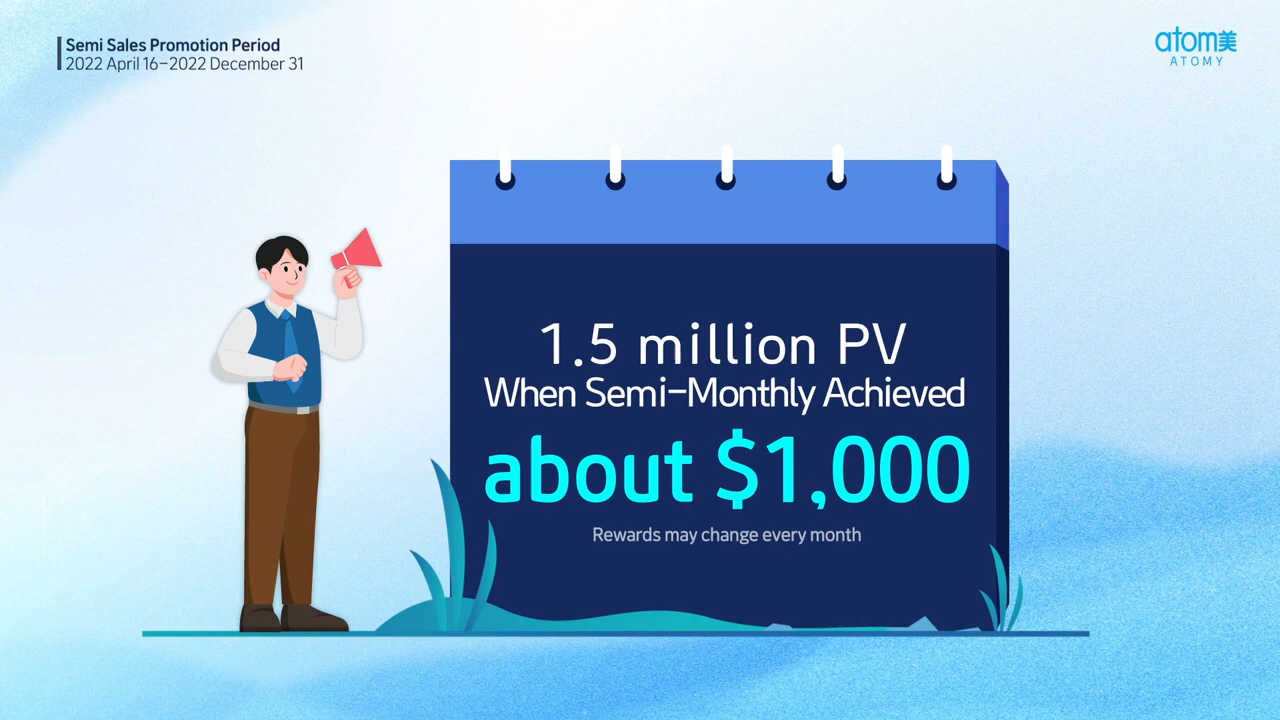 Semi Sales Promotion Period
2022 April 16–2022 December 31
atom美
ATOMY
1.5 million PV
When Semi-Monthly Achieved
about $1,000
Rewards may change every month